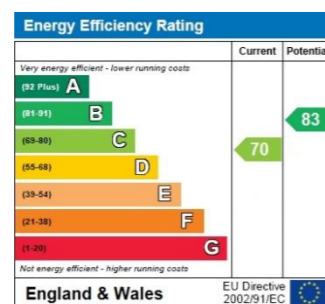 Energy Efficiency Rating
Current Potentia
Very energy efficient - lower running costs
(92 Plus) A
(81-91) B
83
(69-80) C
70
(55-68) D
(39-54) E
(21-38) F
(1-20) G
Not energy efficient - higher running costs
England & Wales
EU Directive
2002/91/EC